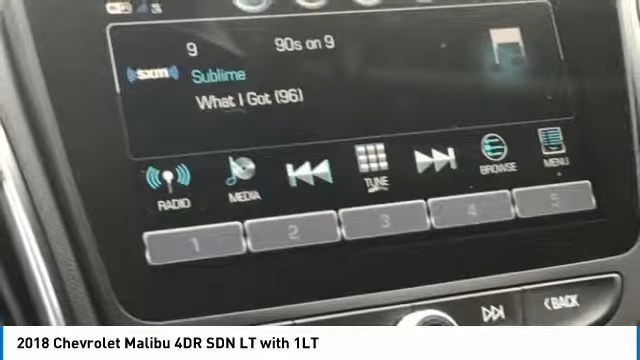 3
9 90s on 9
((sxm)) Sublime
What I Got (96)
RADIO MEDIA TUNE BROWSE MENU
1 2 3 4 5
BACK
2018 Chevrolet Malibu 4DR SDN LT with 1LT